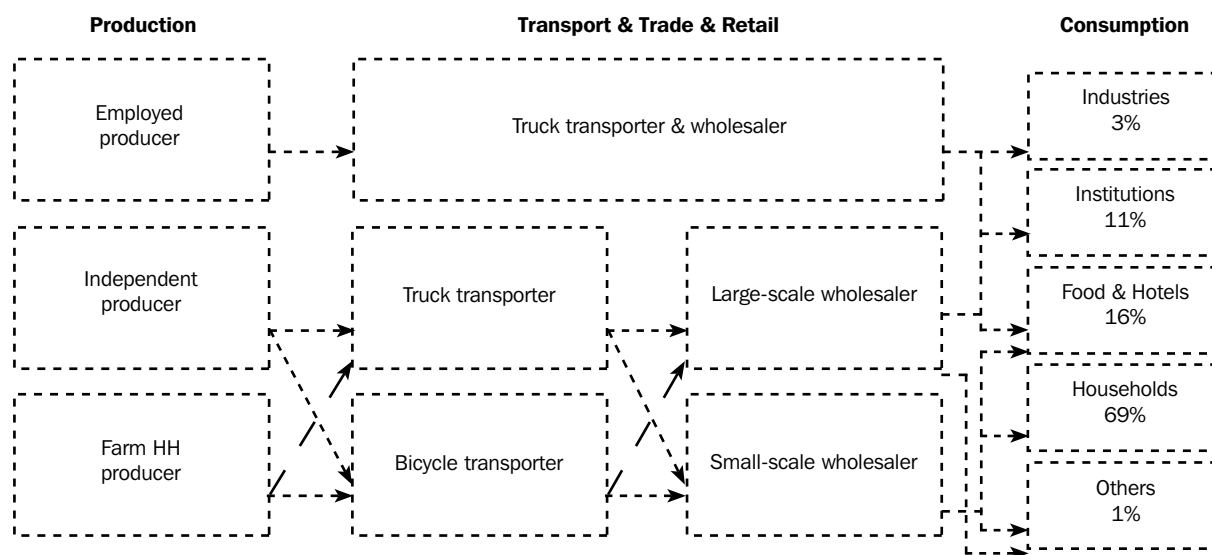 Production
Transport & Trade & Retail
Consumption
Employed
producer
Truck transporter & wholesaler
Industries
3%
Institutions
11%
Independent
producer
Truck transporter
Large-scale wholesaler
Food & Hotels
16%
Households
69%
Farm HH
producer
Bicycle transporter
Small-scale wholesaler
Others
1%